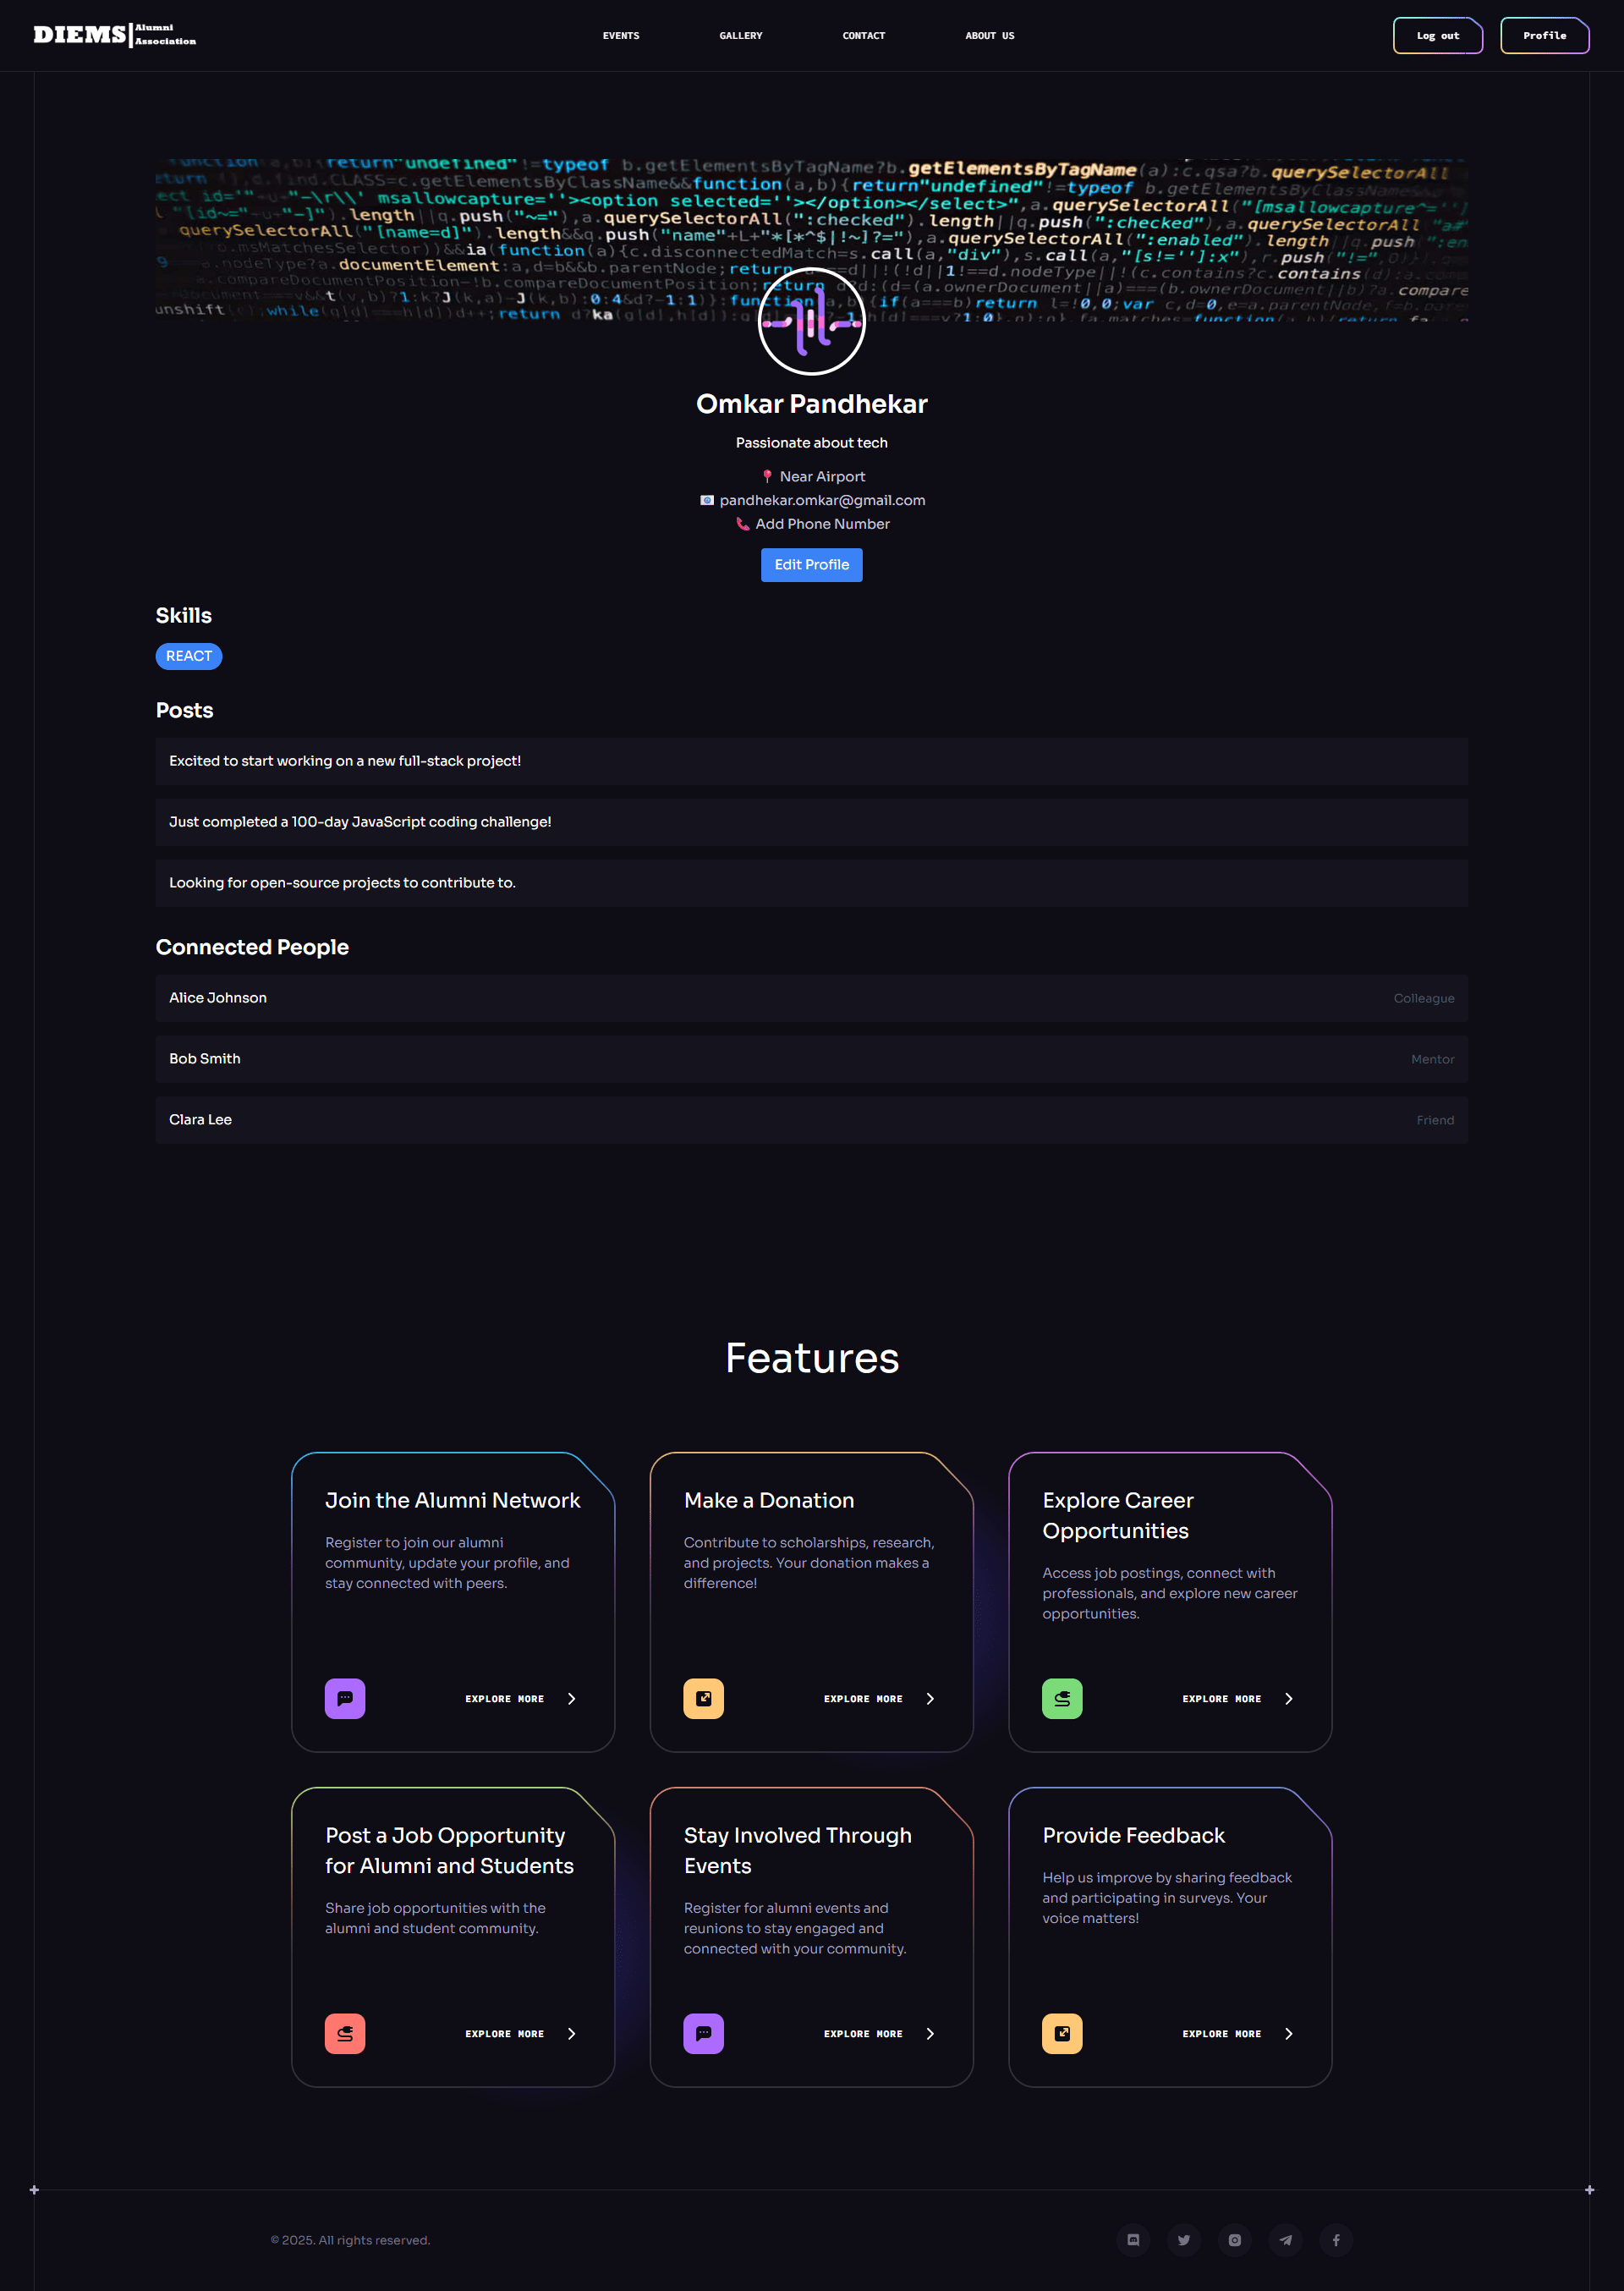 DIEMS
Alumni
Association
EVENTS
GALLERY
CONTACT
ABOUT US
Log out
Profile
Omkar Pandhekar
Passionate about tech
Near Airport
pandhekar.omkar@gmail.com
Add Phone Number
Edit Profile
Skills
REACT
Posts
Excited to start working on a new full-stack project!
Just completed a 100-day JavaScript coding challenge!
Looking for open-source projects to contribute to.
Connected People
Alice Johnson
Colleague
Bob Smith
Mentor
Clara Lee
Friend
Features
Join the Alumni Network
Register to join our alumni
community, update your profile, and
stay connected with peers.
EXPLORE MORE
Make a Donation
Contribute to scholarships, research,
and projects. Your donation makes a
difference!
EXPLORE MORE
Explore Career
Opportunities
Access job postings, connect with
professionals, and explore new career
opportunities.
EXPLORE MORE
Post a Job Opportunity
for Alumni and Students
Share job opportunities with the
alumni and student community.
EXPLORE MORE
Stay Involved Through
Events
Register for alumni events and
reunions to stay engaged and
connected with your community.
EXPLORE MORE
Provide Feedback
Help us improve by sharing feedback
and participating in surveys. Your
voice matters!
EXPLORE MORE
© 2025. All rights reserved.